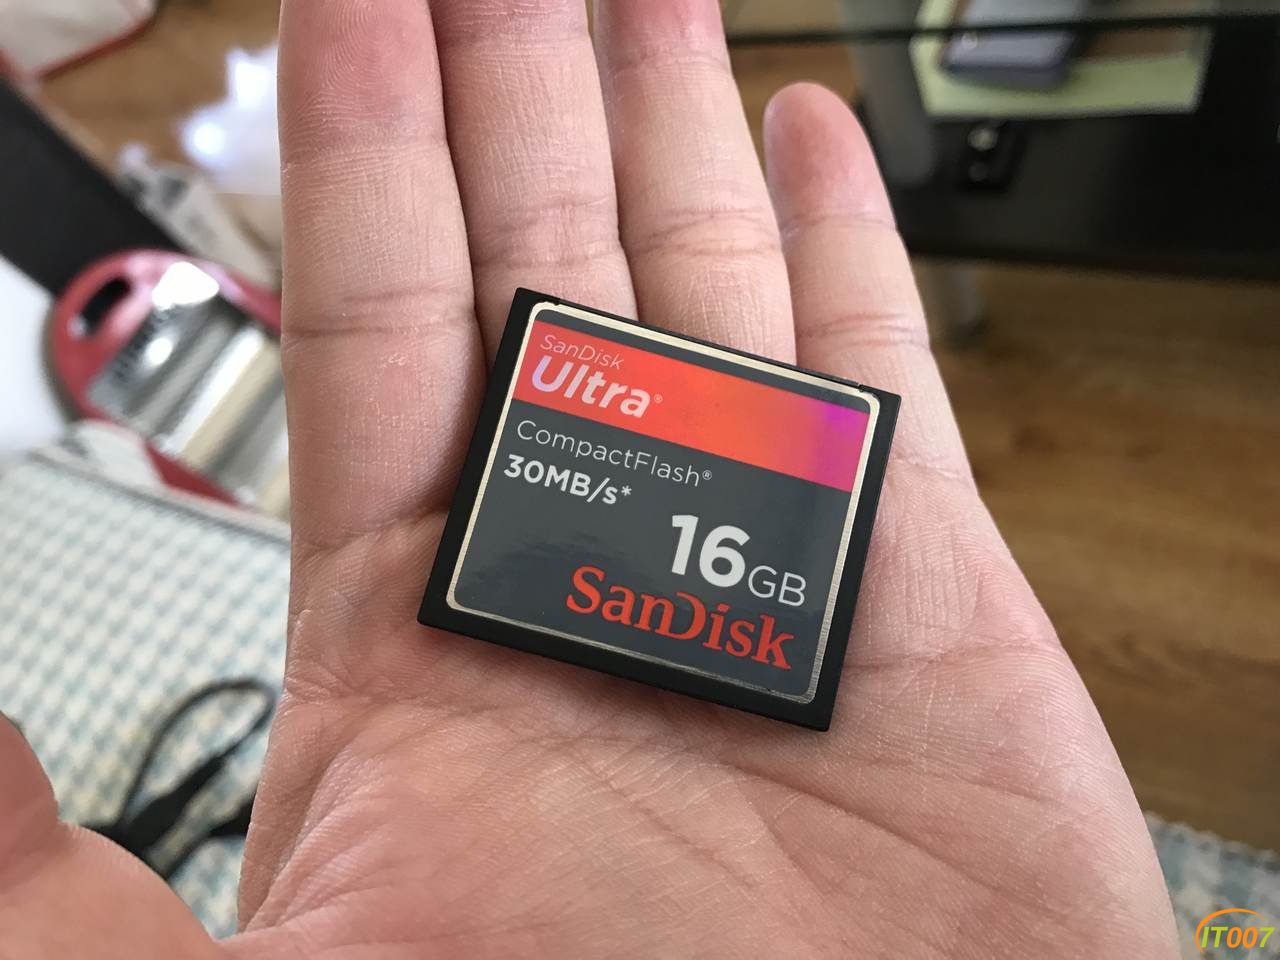 SanDisk
Ultra®
CompactFlash®
30MB/s*
16GB
SanDisk
IT007